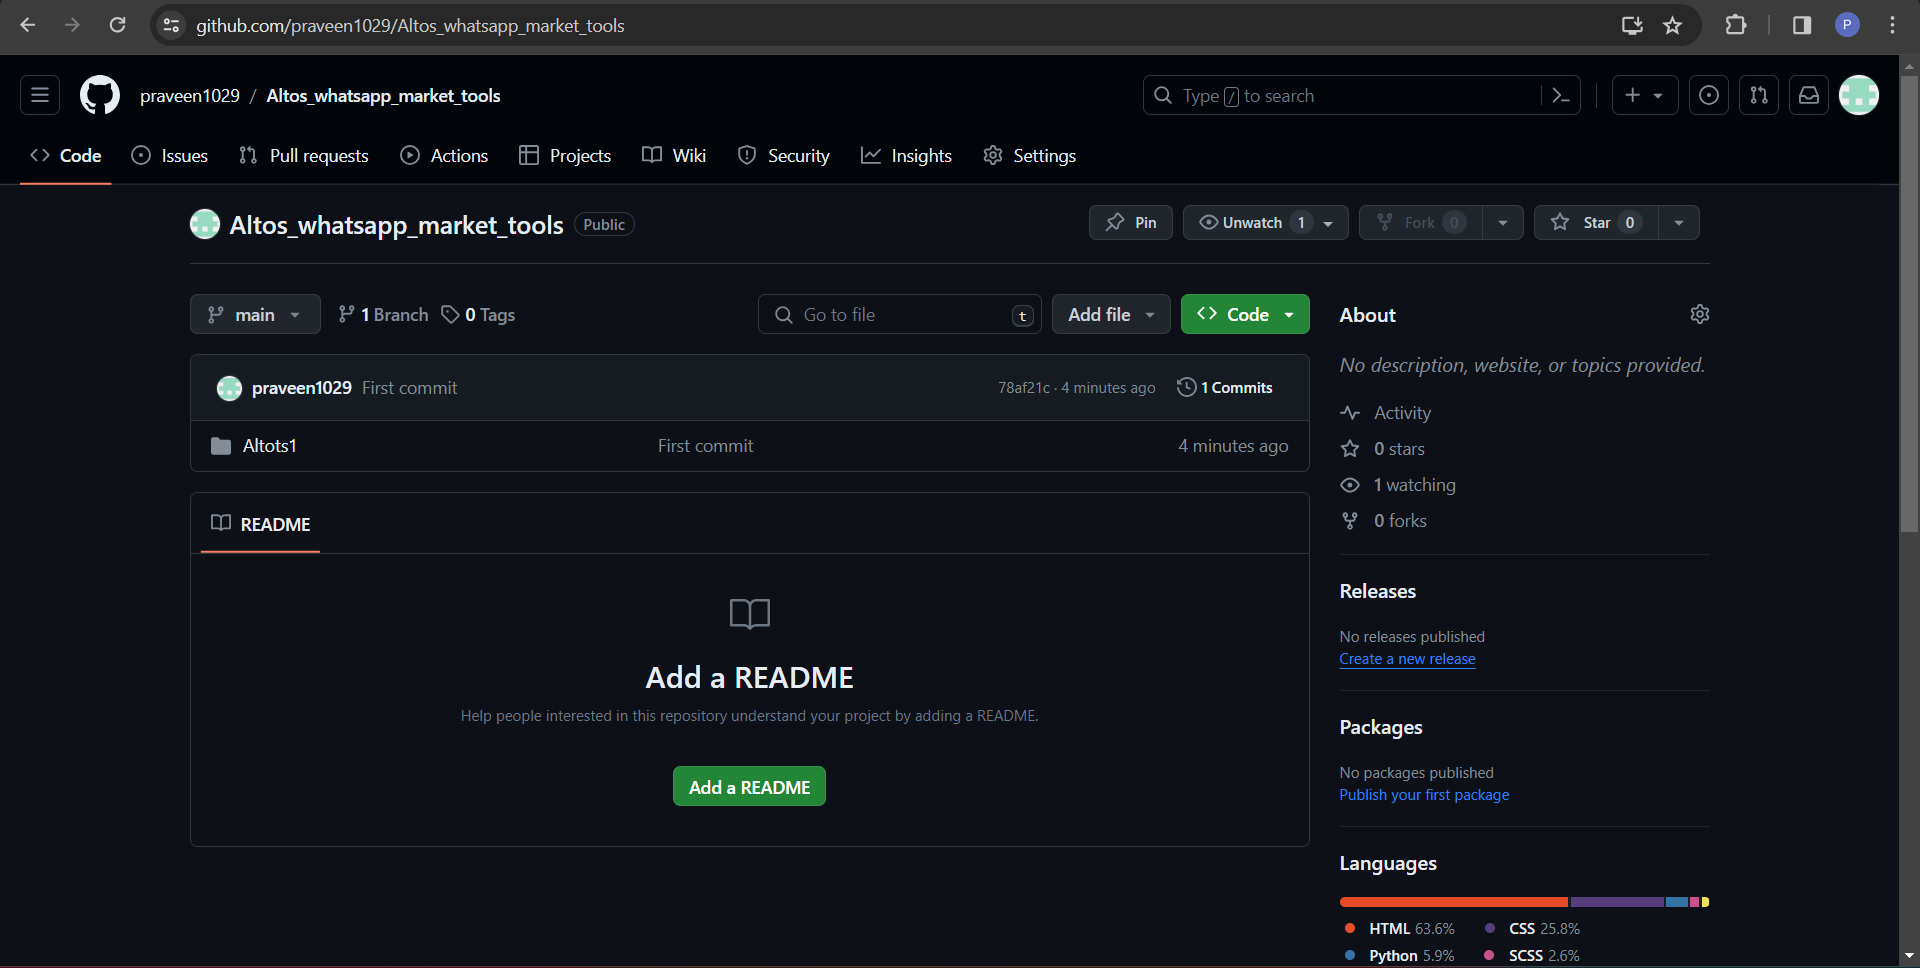 github.com/praveen1029/Altos_whatsapp_market_tools
P
praveen1029 / Altos_whatsapp_market_tools
Type / to search
Code Issues Pull requests Actions Projects Wiki Security Insights Settings
Altos_whatsapp_market_tools Public
Pin Unwatch 1 Fork 0 Star 0
main 1 Branch 0 Tags
Go to file t Add file Code
praveen1029 First commit 78af21c · 4 minutes ago 1 Commits
Altots1 First commit 4 minutes ago
README
Add a README
Help people interested in this repository understand your project by adding a README.
Add a README
About
No description, website, or topics provided.
Activity
0 stars
1 watching
0 forks
Releases
No releases published
Create a new release
Packages
No packages published
Publish your first package
Languages
HTML 63.6% CSS 25.8%
Python 5.9% SCSS 2.6%